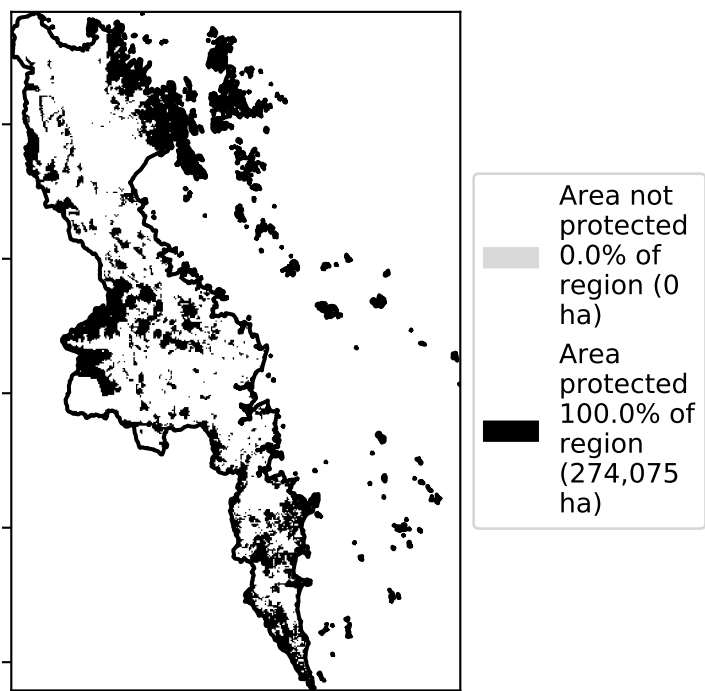 Area not
protected
0.0% of
region (0
ha)
Area
protected
100.0% of
region
(274,075
ha)